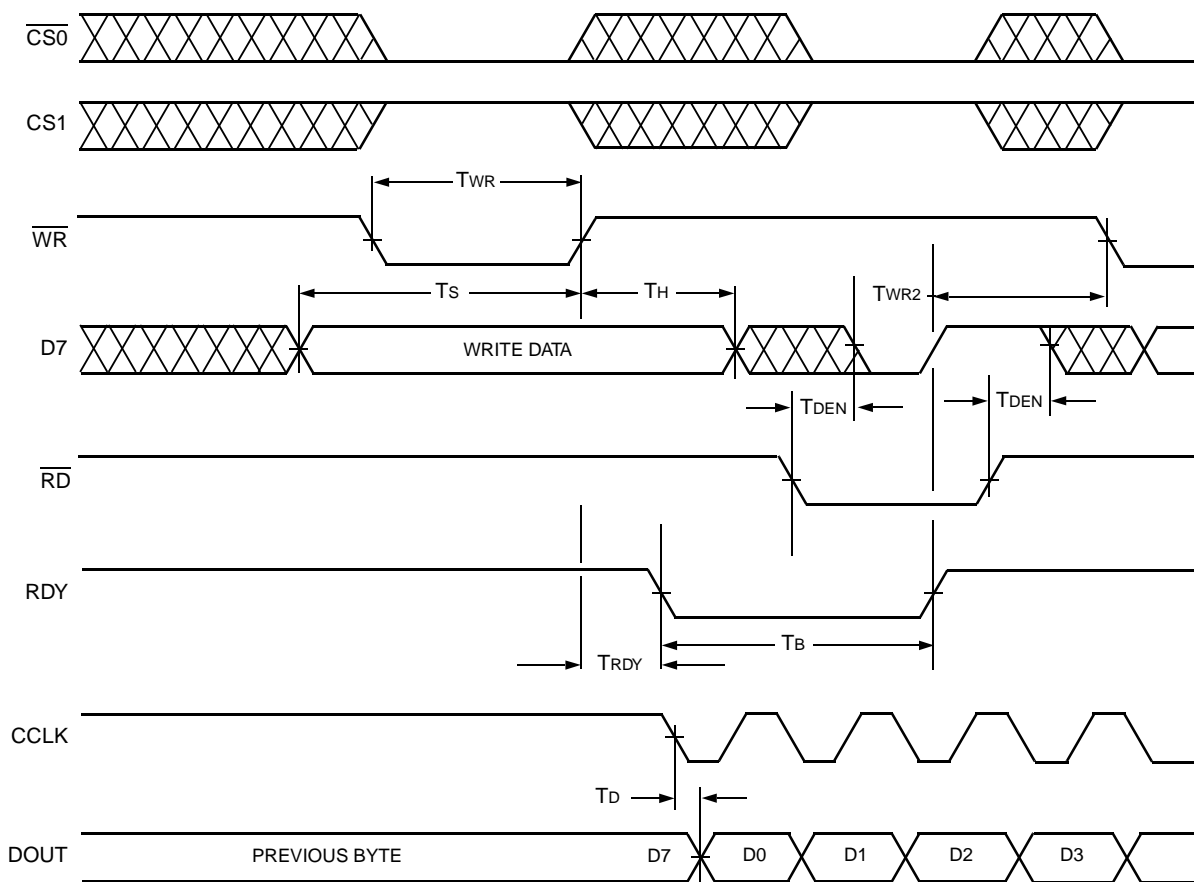 CS0
CS1
TWR
WR
TS TH TWR2
D7 WRITE DATA
TDEN TDEN
RD
RDY
TB
TRDY
CCLK
TD
DOUT PREVIOUS BYTE D7 D0 D1 D2 D3